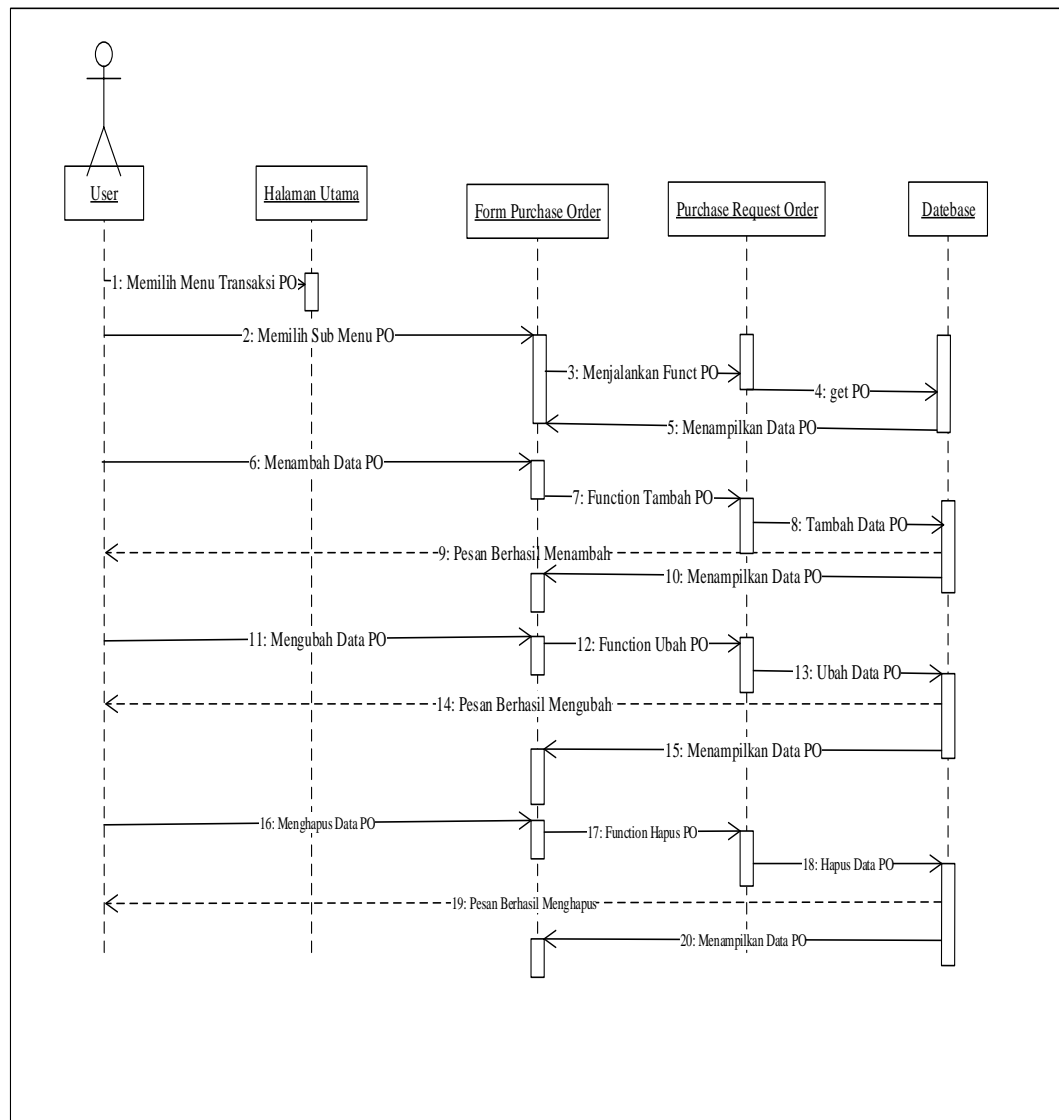 User
Halaman Utama
Form Purchase Order
Purchase Request Order
Datebase
1: Memilih Menu Transaksi PO
2: Memilih Sub Menu PO
3: Menjalankan Funct PO
4: get PO
5: Menampilkan Data PO
6: Menambah Data PO
7: Function Tambah PO
8: Tambah Data PO
9: Pesan Berhasil Menambah
10: Menampilkan Data PO
11: Mengubah Data PO
12: Function Ubah PO
13: Ubah Data PO
14: Pesan Berhasil Mengubah
15: Menampilkan Data PO
16: Menghapus Data PO
17: Function Hapus PO
18: Hapus Data PO
19: Pesan Berhasil Menghapus
20: Menampilkan Data PO